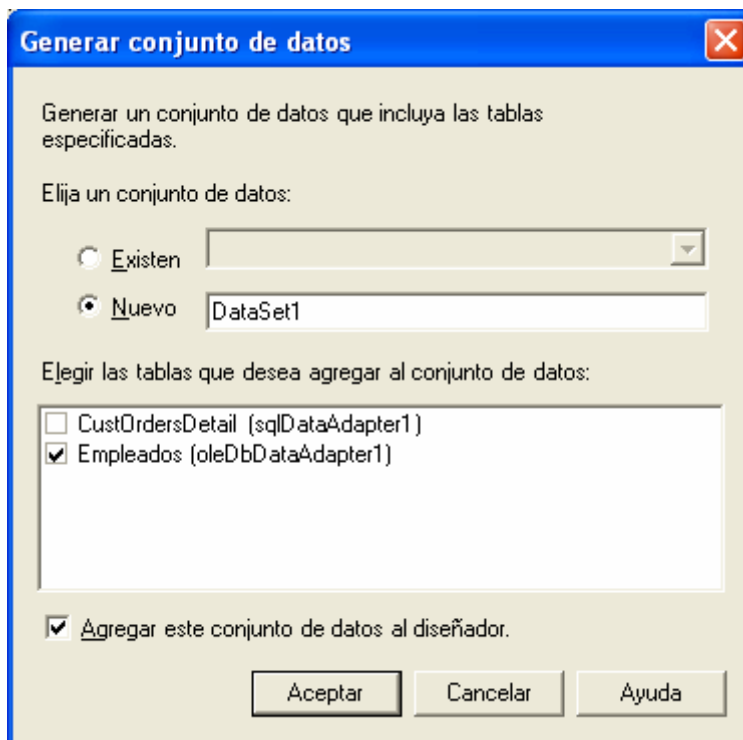 Generar conjunto de datos
Generar un conjunto de datos que incluya las tablas
especificadas.
Elija un conjunto de datos:
Existen
Nuevo DataSet1
Elegir las tablas que desea agregar al conjunto de datos:
CustOrdersDetail (sqlDataAdapter1)
Empleados (oleDbDataAdapter1)
Agregar este conjunto de datos al diseñador.
Aceptar Cancelar Ayuda